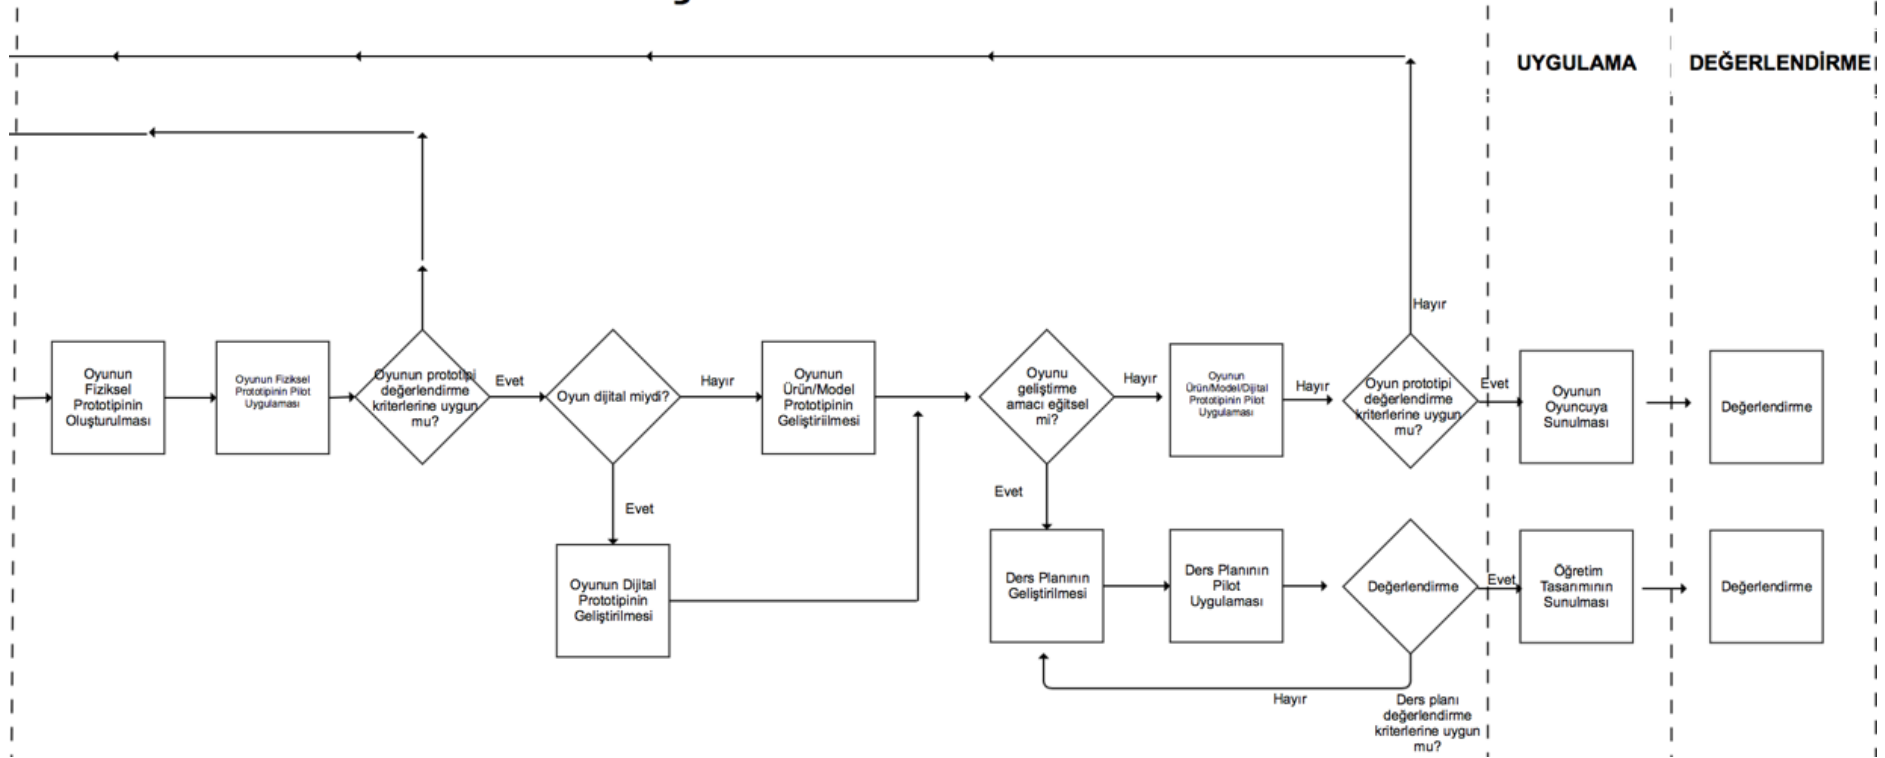 UYGULAMA
DEĞERLENDİRME
Hayır
Oyunun
Fiziksel
Prototipinin
Oluşturulması
Oyunun Fiziksel
Prototipinin Pilot
Uygulaması
Oyunun prototipi
değerlendirme
kriterlerine uygun
mu?
Evet
Oyun dijital miydi?
Hayır
Oyunun
Ürün/Model
Prototipinin
Geliştiriilmesi
Oyunu
geliştirme
amacı eğitsel
mi?
Hayır
Oyunun
Ürün/Model/Dijital
Prototipinin Pilot
Uygulaması
Hayır
Oyun prototipi
değerlendirme
kriterlerine uygun
mu?
Evet
Oyunun
Oyuncuya
Sunulması
Değerlendirme
Evet
Evet
Oyunun Dijital
Prototipinin
Geliştirilmesi
Ders Planının
Geliştirilmesi
Ders Planının
Pilot
Uygulaması
Değerlendirme
Evet
Öğretim
Tasarımının
Sunulması
Değerlendirme
Hayır
Ders planı
değerlendirme
kriterlerine uygun
mu?